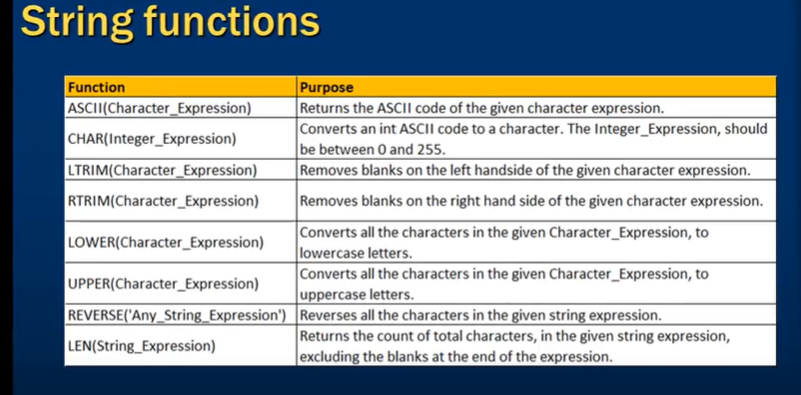 String functions
Function Purpose
ASCII(Character_Expression) Returns the ASCII code of the given character expression.
CHAR(Integer_Expression) Converts an int ASCII code to a character. The Integer_Expression, should
be between 0 and 255.
LTRIM(Character_Expression) Removes blanks on the left handside of the given character expression.
RTRIM(Character_Expression) Removes blanks on the right hand side of the given character expression.
LOWER(Character_Expression) Converts all the characters in the given Character_Expression, to
lowercase letters.
UPPER(Character_Expression) Converts all the characters in the given Character_Expression, to
uppercase letters.
REVERSE('Any_String_Expression') Reverses all the characters in the given string expression.
LEN(String_Expression) Returns the count of total characters, in the given string expression,
excluding the blanks at the end of the expression.